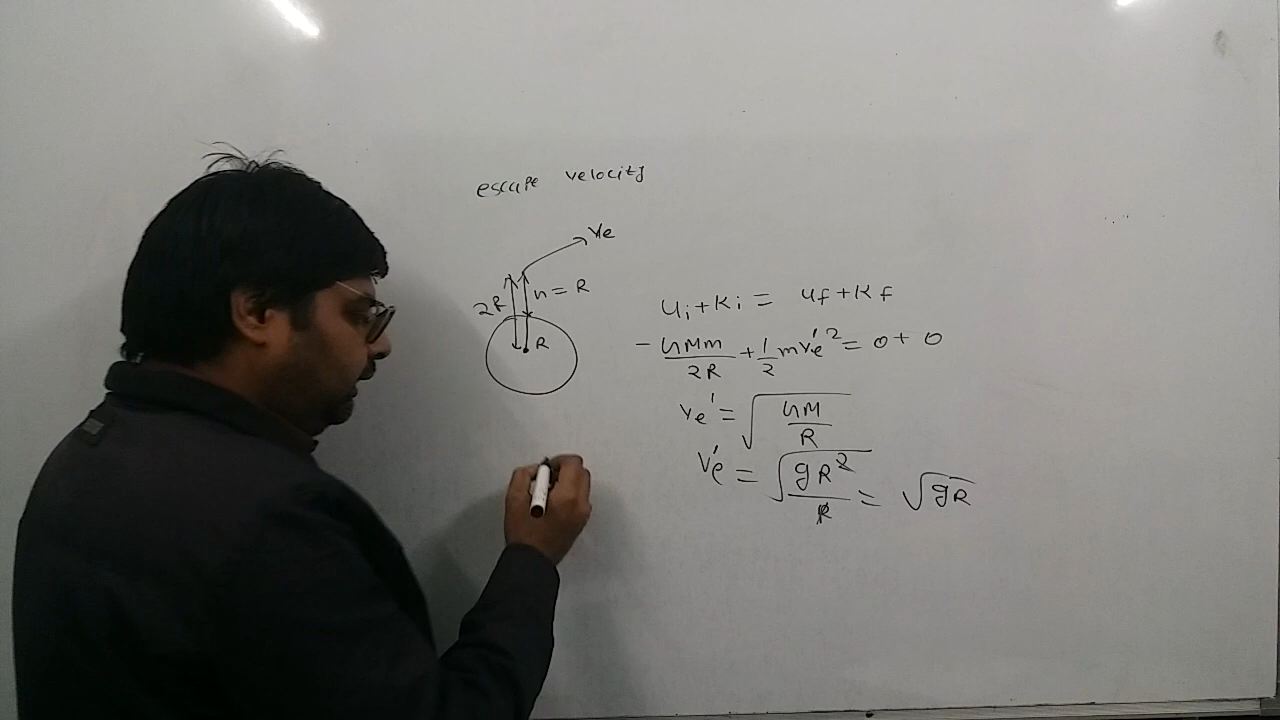 escape velocity
ve
2R h = R
R
Ui + Ki = Uf + Kf
- GMm/2R + 1/2 mve'² = 0 + 0
ve' = √GM/R
ve' = √gR²/R = √gR